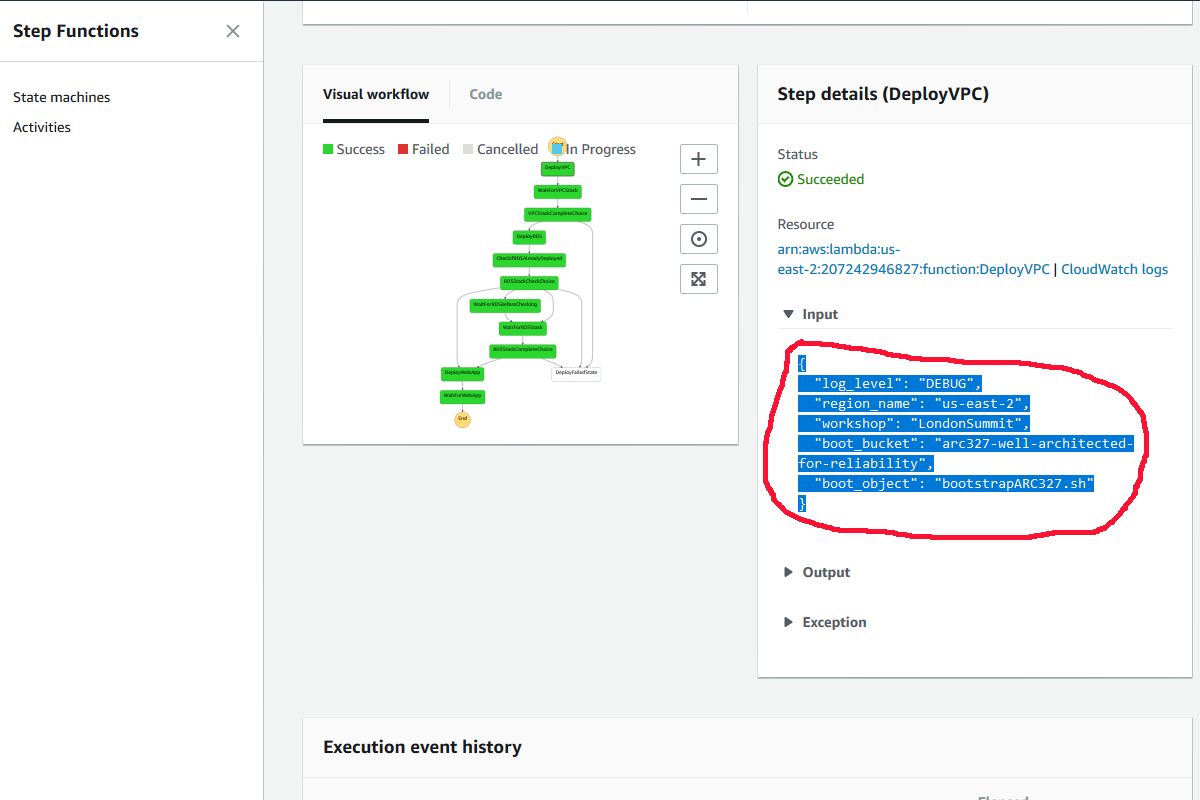 Step Functions
State machines
Activities
Visual workflow
Code
Success
Failed
Cancelled
In Progress
DeployVPC
WaitForVPCStack
VPCStackCompleteChoice
DeployRDS
CheckIfRDSAlreadyDeployed
RDSStackCheckChoice
WaitForRDSBeforeChecking
WaitForRDSStack
RDSStackCompleteChoice
DeployWebApp
DeployFailedState
WaitForWebApp
End
Step details (DeployVPC)
Status
Succeeded
Resource
arn:aws:lambda:us-
east-2:207242946827:function:DeployVPC | CloudWatch logs
Input
{
"log_level": "DEBUG",
"region_name": "us-east-2",
"workshop": "LondonSummit",
"boot_bucket": "arc327-well-architected-
for-reliability",
"boot_object": "bootstrapARC327.sh"
}
Output
Exception
Execution event history